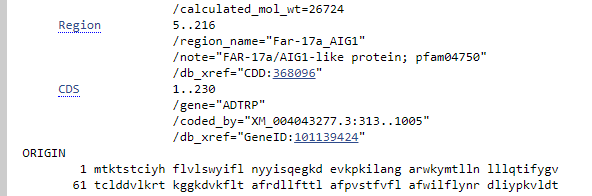 /calculated_mol_wt=26724
Region 5..216
/region_name="Far-17a_AIG1"
/note="FAR-17a/AIG1-like protein; pfam04750"
/db_xref="CDD:368096"
CDS 1..230
/gene="ADTRP"
/coded_by="XM_004043277.3:313..1005"
/db_xref="GeneID:101139424"
ORIGIN
1 mtktstciyh flvlswyifl nyyisqegkd evkpkilang arwkymtlln lllqtifygv
61 tclddvlkrt kggkdvkflt afrdllfttl afpvstfvfl afwilflynr dliypkvldt